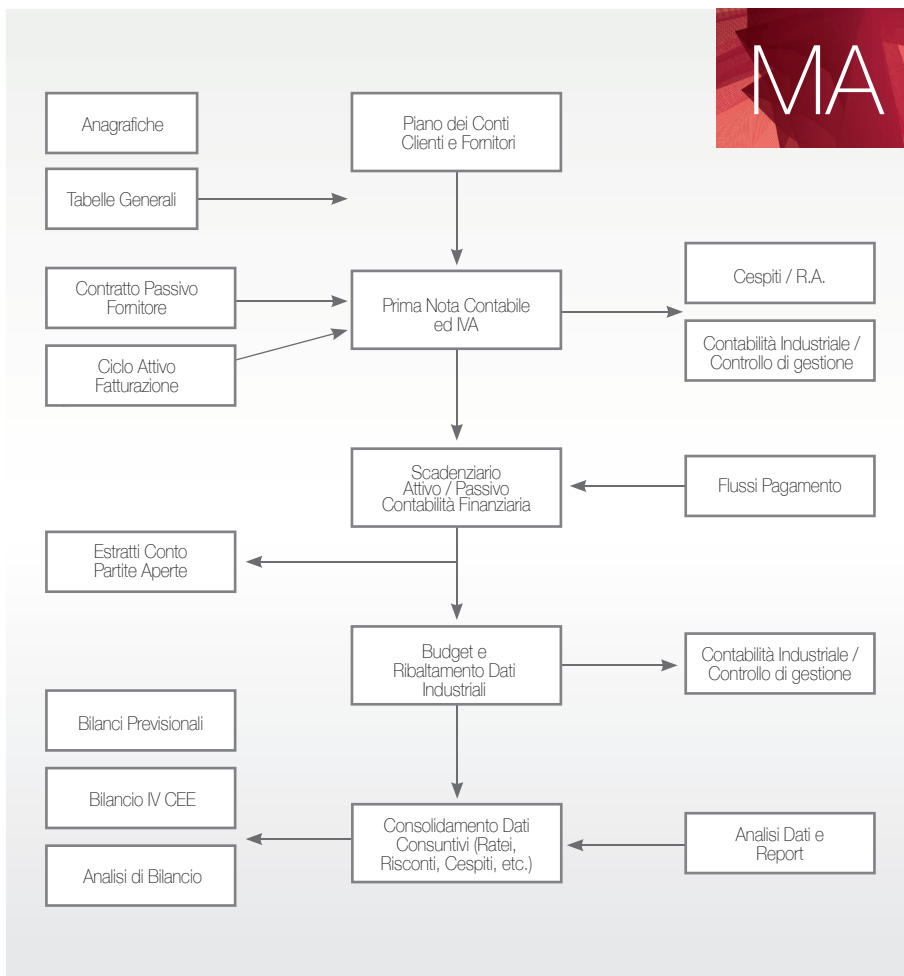 MA
Anagrafiche
Piano dei Conti
Clienti e Fornitori
Tabelle Generali
Contratto Passivo
Fornitore
Prima Nota Contabile
ed IVA
Cespiti / R.A.
Ciclo Attivo
Fatturazione
Contabilità Industriale /
Controllo di gestione
Scadenziario
Attivo / Passivo
Contabilità Finanziaria
Flussi Pagamento
Estratti Conto
Partite Aperte
Budget e
Ribaltamento Dati
Industriali
Contabilità Industriale /
Controllo di gestione
Bilanci Previsionali
Bilancio IV CEE
Consolidamento Dati
Consuntivi (Ratei,
Risconti, Cespiti, etc.)
Analisi Dati e
Report
Analisi di Bilancio